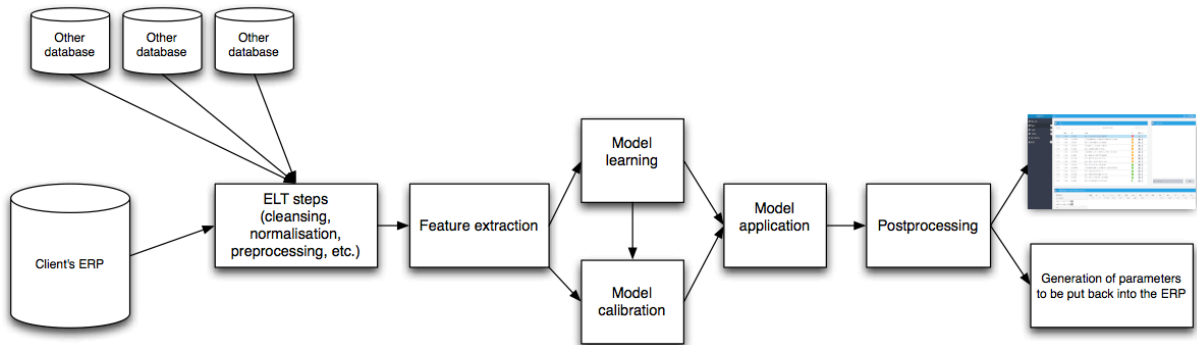 Other
database
Other
database
Other
database
Client's ERP
ELT steps
(cleansing,
normalisation,
preprocessing, etc.)
Feature extraction
Model
learning
Model
calibration
Model
application
Postprocessing
Generation of parameters
to be put back into the ERP